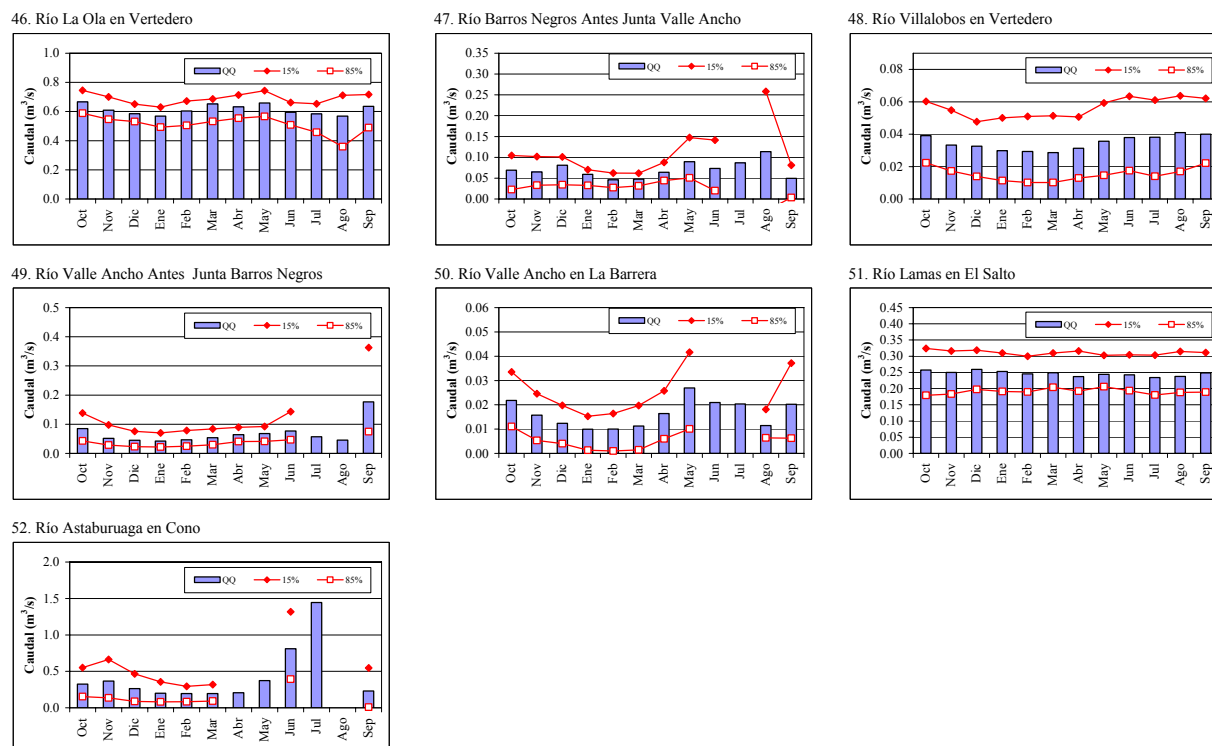 46. Río La Ola en Vertedero
Caudal (m³/s)
1.0
0.8
0.6
0.4
0.2
0.0
QQ 15% 85%
Oct Nov Dic Ene Feb Mar Abr May Jun Jul Ago Sep
47. Río Barros Negros Antes Junta Valle Ancho
Caudal (m³/s)
0.35
0.30
0.25
0.20
0.15
0.10
0.05
0.00
QQ 15% 85%
Oct Nov Dic Ene Feb Mar Abr May Jun Jul Ago Sep
48. Río Villalobos en Vertedero
Caudal (m³/s)
0.08
0.06
0.04
0.02
0.00
QQ 15% 85%
Oct Nov Dic Ene Feb Mar Abr May Jun Jul Ago Sep
49. Río Valle Ancho Antes Junta Barros Negros
Caudal (m³/s)
0.5
0.4
0.3
0.2
0.1
0.0
QQ 15% 85%
Oct Nov Dic Ene Feb Mar Abr May Jun Jul Ago Sep
50. Río Valle Ancho en La Barrera
Caudal (m³/s)
0.06
0.05
0.04
0.03
0.02
0.01
0.00
QQ 15% 85%
Oct Nov Dic Ene Feb Mar Abr May Jun Jul Ago Sep
51. Río Lamas en El Salto
Caudal (m³/s)
0.45
0.40
0.35
0.30
0.25
0.20
0.15
0.10
0.05
0.00
QQ 15% 85%
Oct Nov Dic Ene Feb Mar Abr May Jun Jul Ago Sep
52. Río Astaburuaga en Cono
Caudal (m³/s)
2.0
1.5
1.0
0.5
0.0
QQ 15% 85%
Oct Nov Dic Ene Feb Mar Abr May Jun Jul Ago Sep